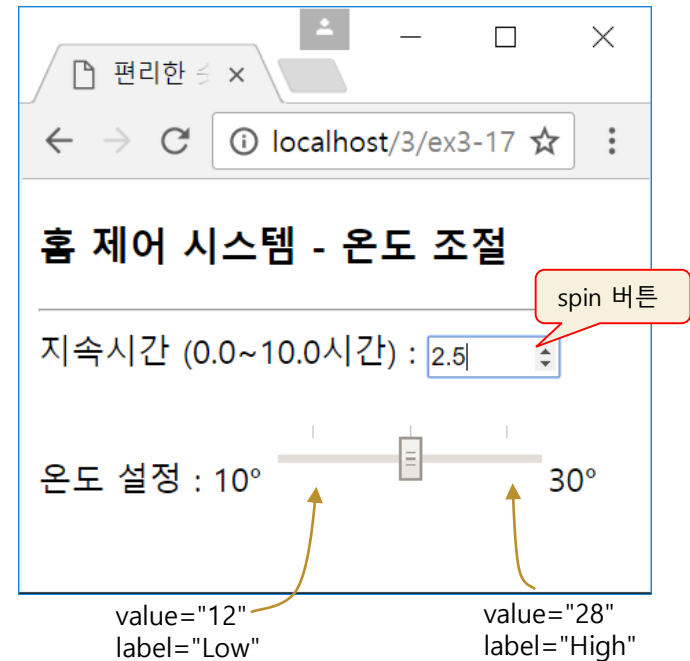 편리한
localhost/3/ex3-17
홈 제어 시스템 - 온도 조절
spin 버튼
지속시간 (0.0~10.0시간) : 2.5
온도 설정 : 10° 30°
value="12"
label="Low"
value="28"
label="High"